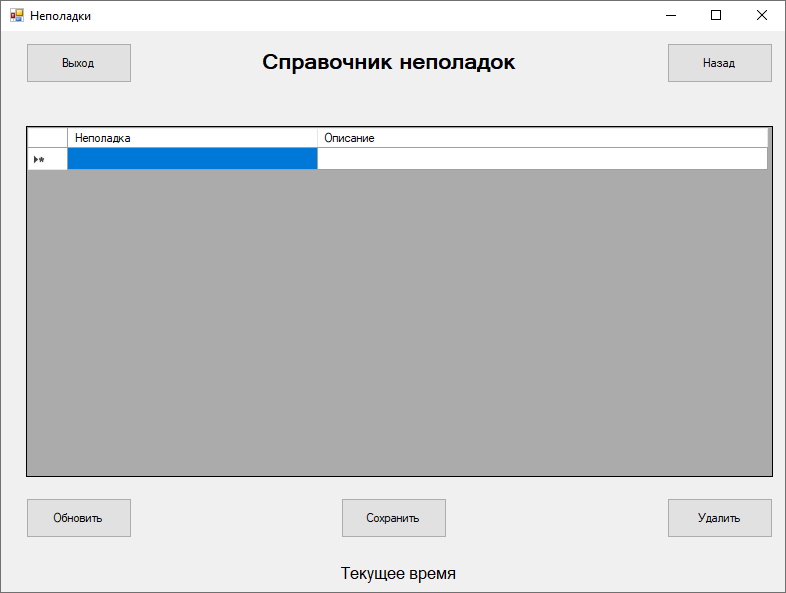 Неполадки
Выход
Справочник неполадок
Назад
Неполадка Описание
Обновить Сохранить Удалить
Текущее время